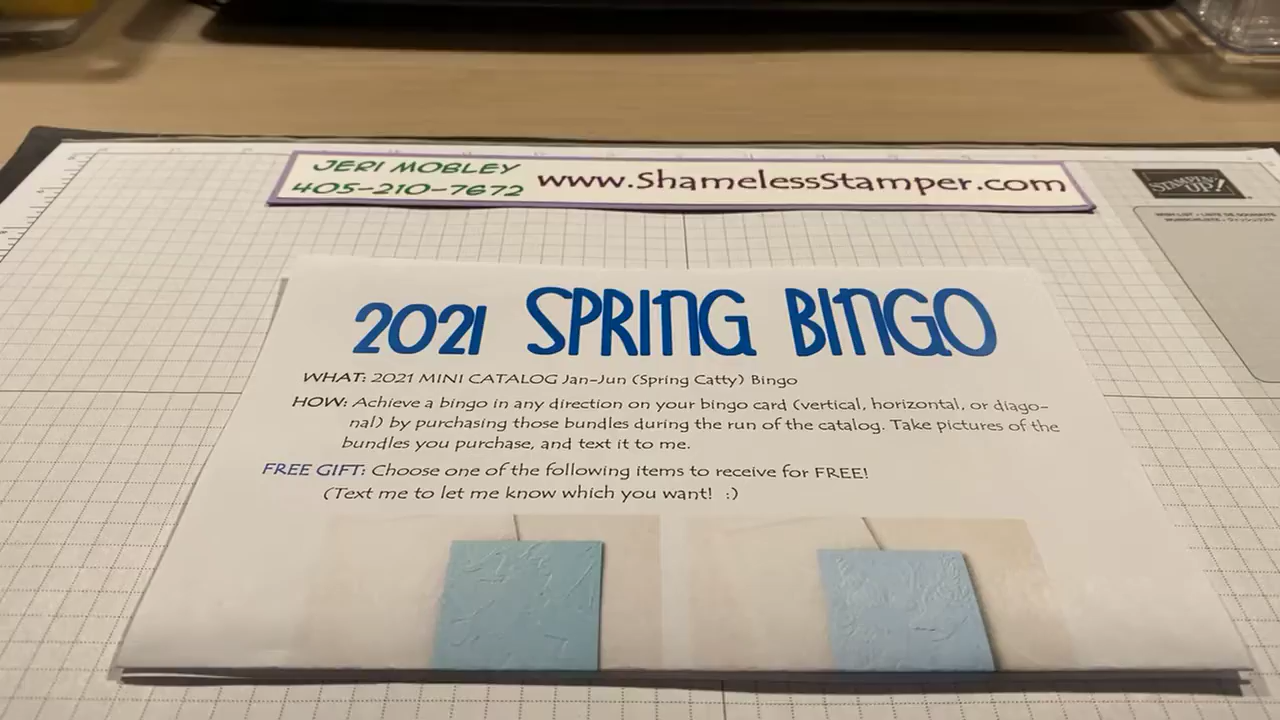 JERI MOBLEY
405-210-7672
www.ShamelessStamper.com
STAMPIN' UP!
2021 SPRING BINGO
WHAT: 2021 MINI CATALOG Jan-Jun (Spring Catty) Bingo
HOW: Achieve a bingo in any direction on your bingo card (vertical, horizontal, or diago-
nal) by purchasing those bundles during the run of the catalog. Take pictures of the
bundles you purchase, and text it to me.
FREE GIFT: Choose one of the following items to receive for FREE!
(Text me to let me know which you want! :)